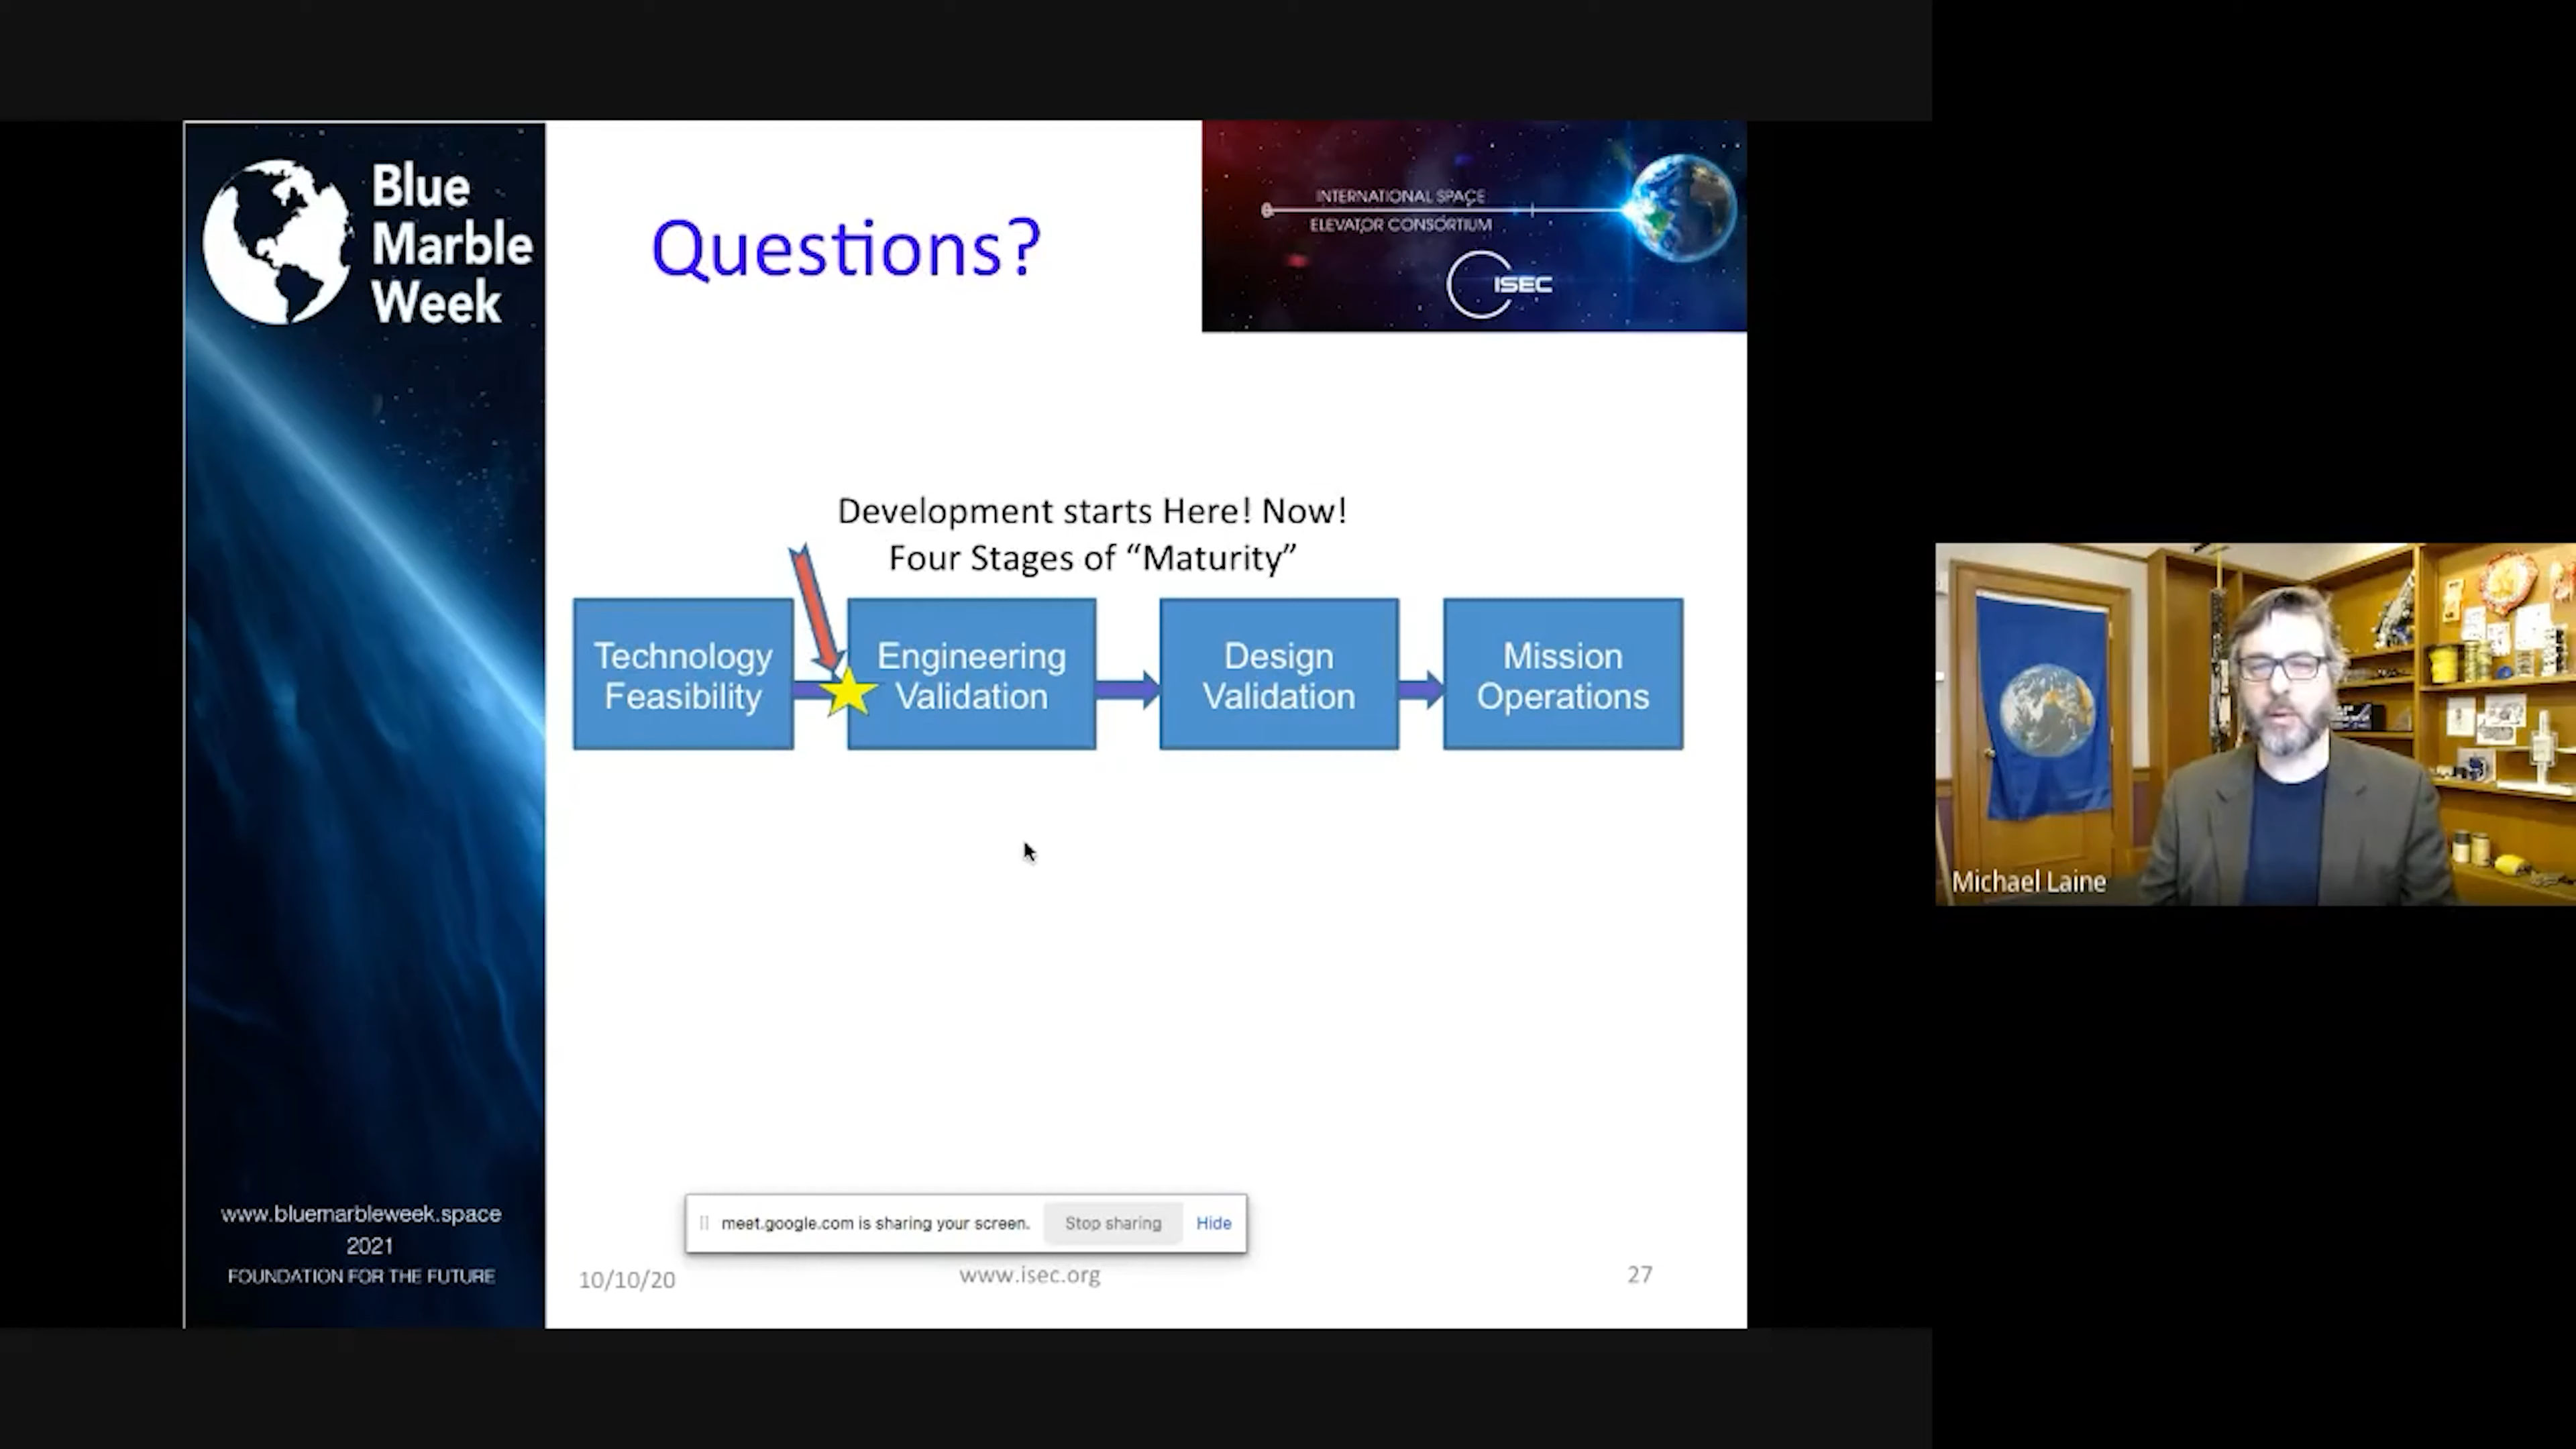 Blue
Marble
Week
Questions?
INTERNATIONAL SPACE
ELEVATOR CONSORTIUM
ISEC
Development starts Here! Now!
Four Stages of “Maturity”
Technology
Feasibility
Engineering
Validation
Design
Validation
Mission
Operations
Michael Laine
www.bluemarbleweek.space
2021
FOUNDATION FOR THE FUTURE
meet.google.com is sharing your screen.
Stop sharing
Hide
10/10/20
www.isec.org
27